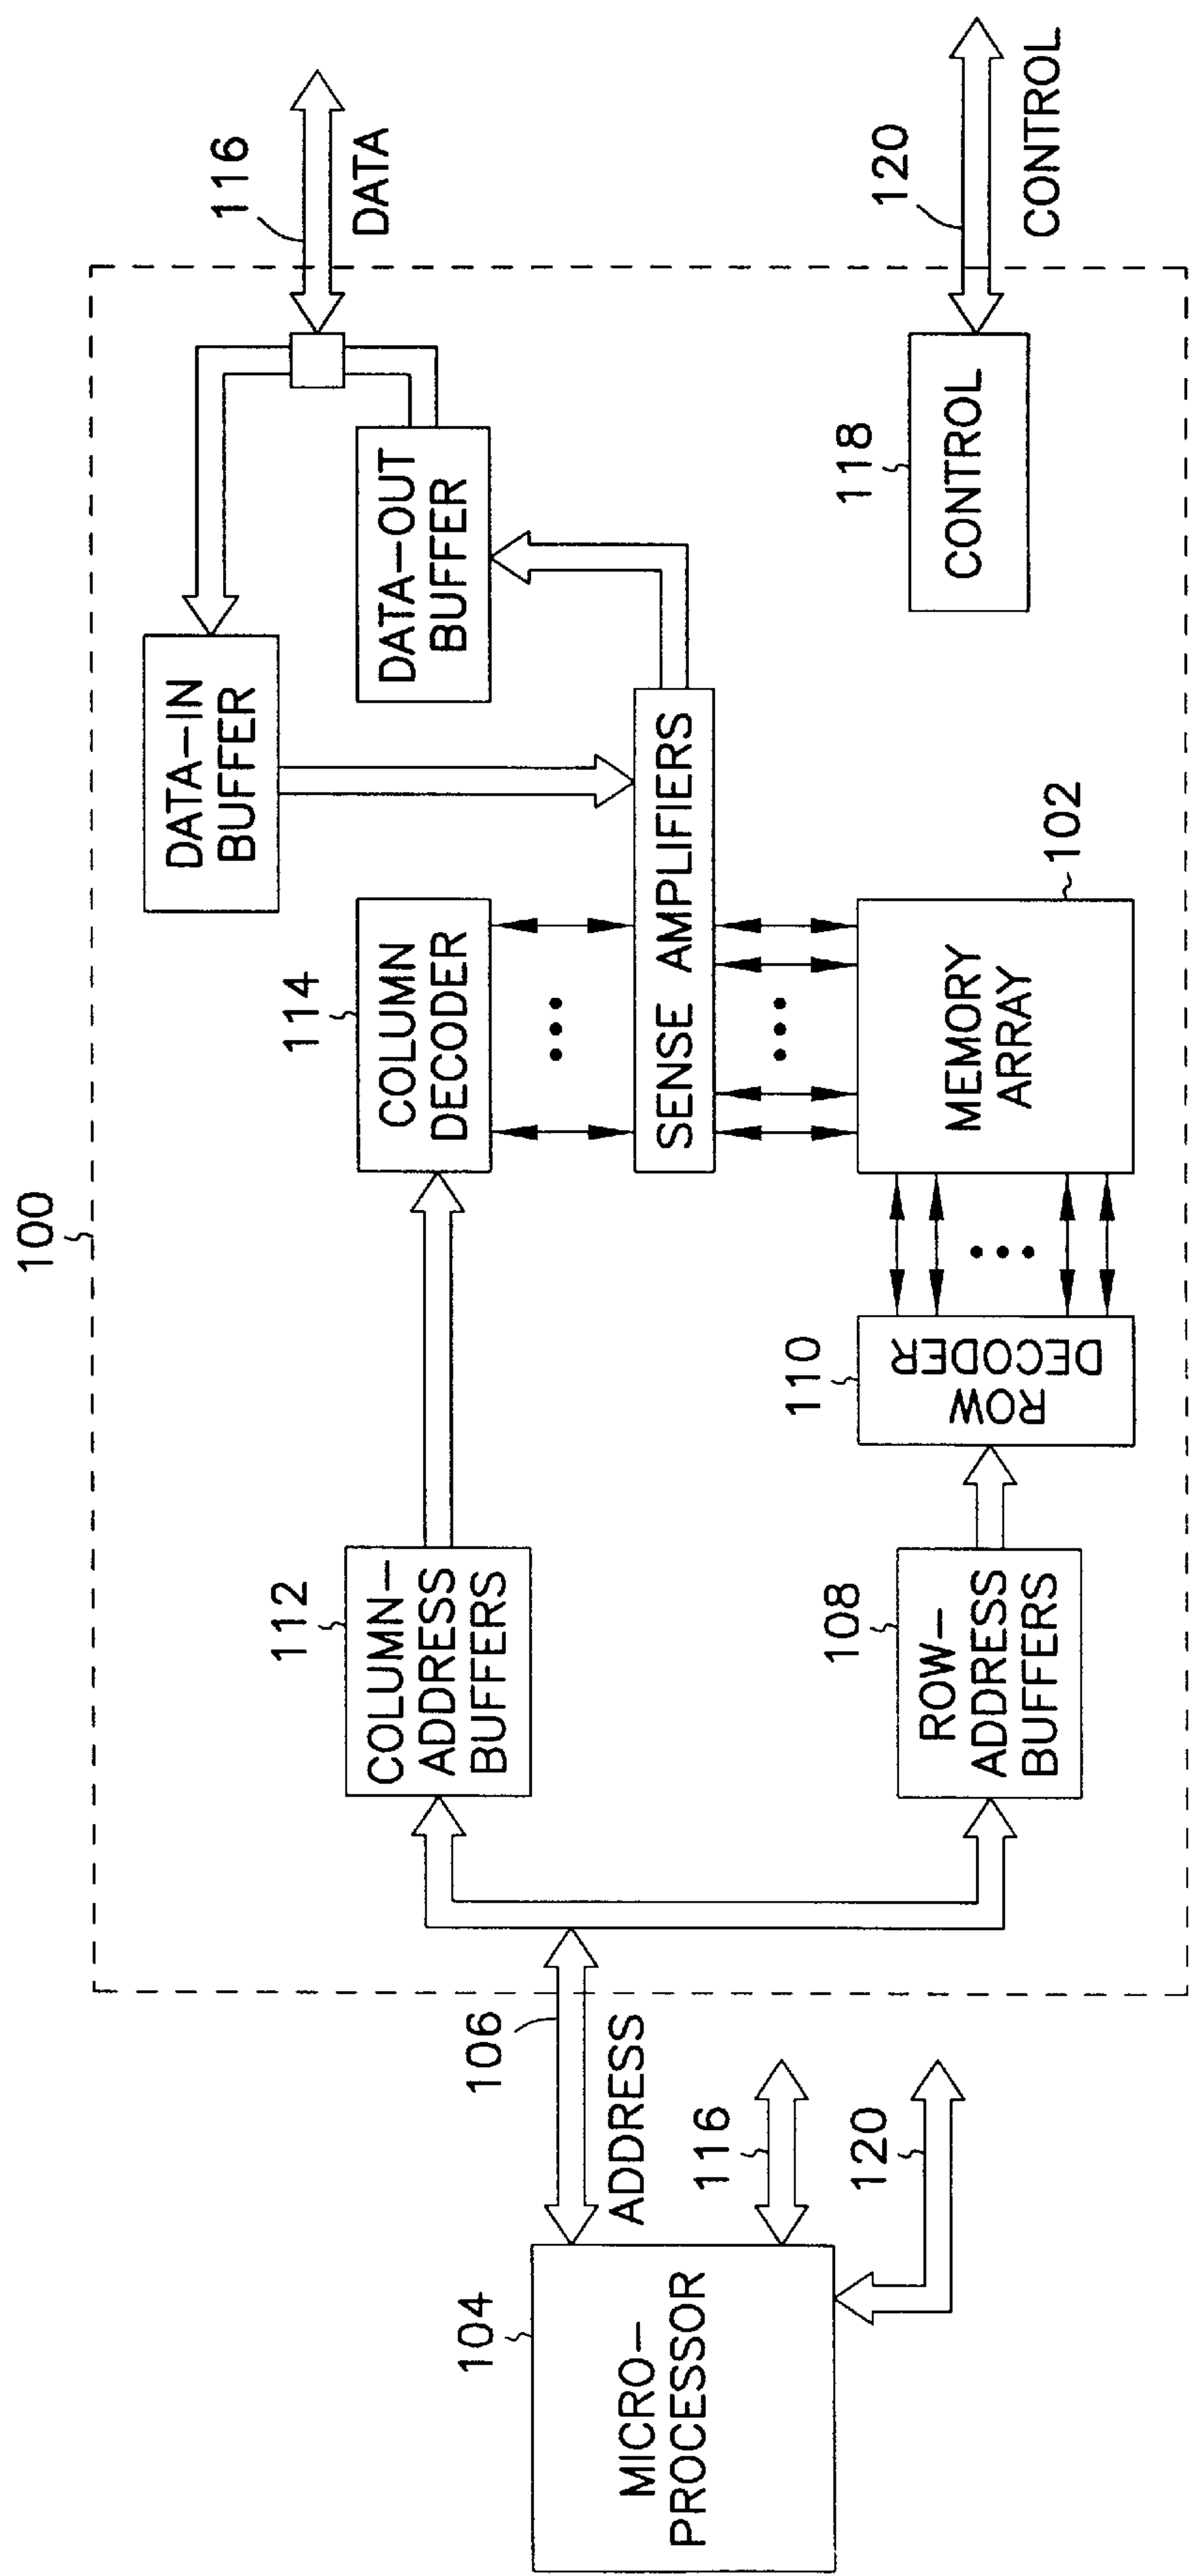 100
116
DATA
DATA-IN
BUFFER
DATA-OUT
BUFFER
114
COLUMN
DECODER
112
COLUMN-
ADDRESS
BUFFERS
SENSE AMPLIFIERS
106
ADDRESS
104
MICRO-
PROCESSOR
116
120
108
ROW-
ADDRESS
BUFFERS
110
ROW
DECODER
102
MEMORY
ARRAY
118
CONTROL
120
CONTROL